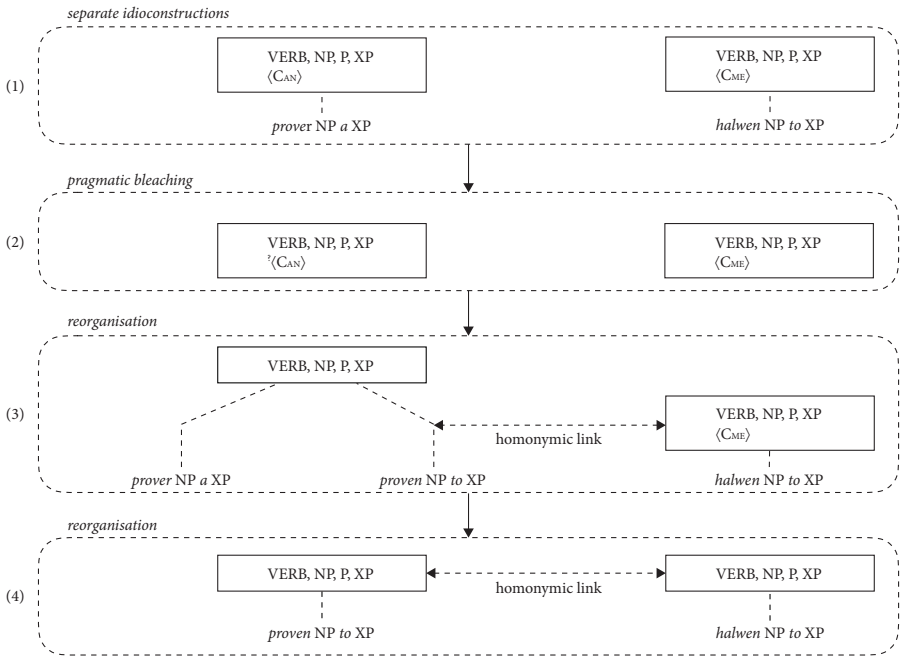 separate idioconstructions
(1)
VERB, NP, P, XP
⟨CAN⟩
prover NP a XP
VERB, NP, P, XP
⟨CME⟩
halwen NP to XP
pragmatic bleaching
(2)
VERB, NP, P, XP
?⟨CAN⟩
VERB, NP, P, XP
⟨CME⟩
reorganisation
(3)
VERB, NP, P, XP
prover NP a XP
proven NP to XP
homonymic link
VERB, NP, P, XP
⟨CME⟩
halwen NP to XP
reorganisation
(4)
VERB, NP, P, XP
proven NP to XP
homonymic link
VERB, NP, P, XP
halwen NP to XP